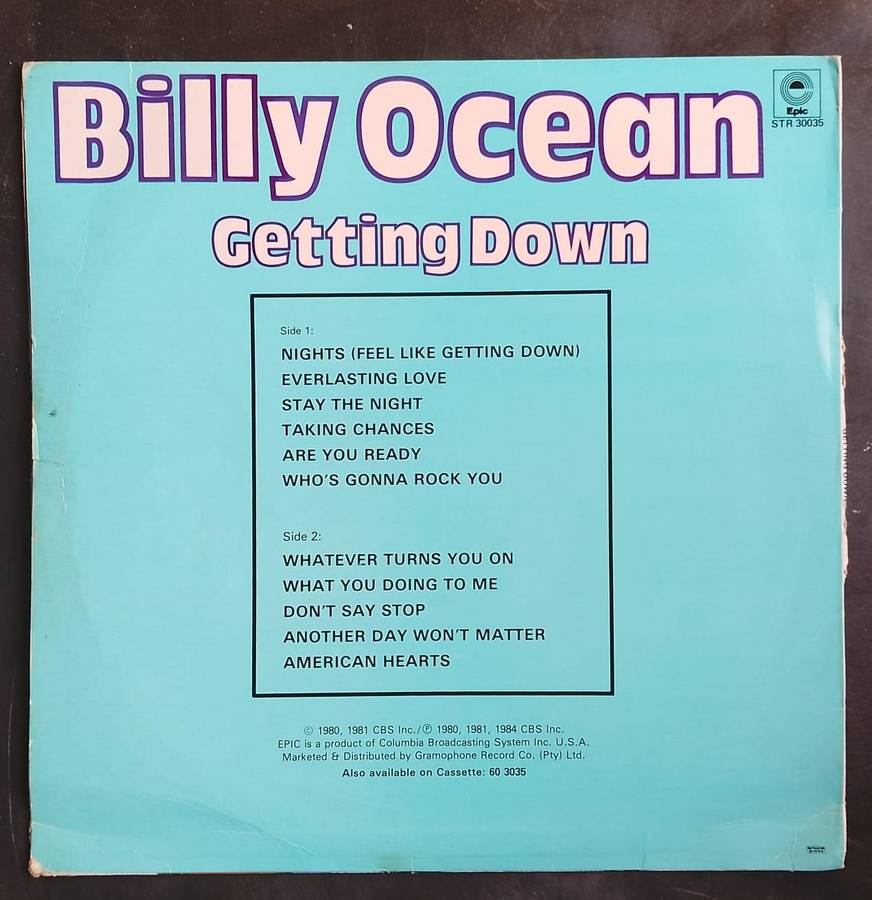 Billy Ocean
Epic
STR 30035
Getting Down
Side 1:
NIGHTS (FEEL LIKE GETTING DOWN)
EVERLASTING LOVE
STAY THE NIGHT
TAKING CHANCES
ARE YOU READY
WHO'S GONNA ROCK YOU
Side 2:
WHATEVER TURNS YOU ON
WHAT YOU DOING TO ME
DON'T SAY STOP
ANOTHER DAY WON'T MATTER
AMERICAN HEARTS
© 1980, 1981 CBS Inc./℗ 1980, 1981, 1984 CBS Inc.
EPIC is a product of Columbia Broadcasting System Inc. U.S.A.
Marketed & Distributed by Gramophone Record Co. (Pty) Ltd.
Also available on Cassette: 60 3035